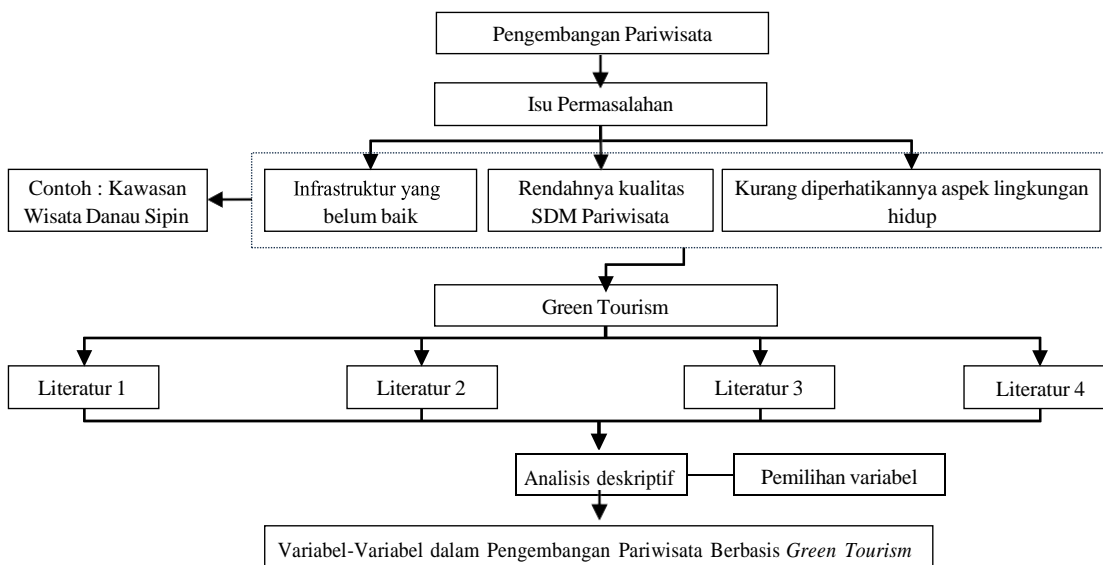 Pengembangan Pariwisata
Isu Permasalahan
Contoh : Kawasan
Wisata Danau Sipin
Infrastruktur yang
belum baik
Rendahnya kualitas
SDM Pariwisata
Kurang diperhatikannya aspek lingkungan
hidup
Green Tourism
Literatur 1
Literatur 2
Literatur 3
Literatur 4
Analisis deskriptif
Pemilihan variabel
Variabel-Variabel dalam Pengembangan Pariwisata Berbasis Green Tourism